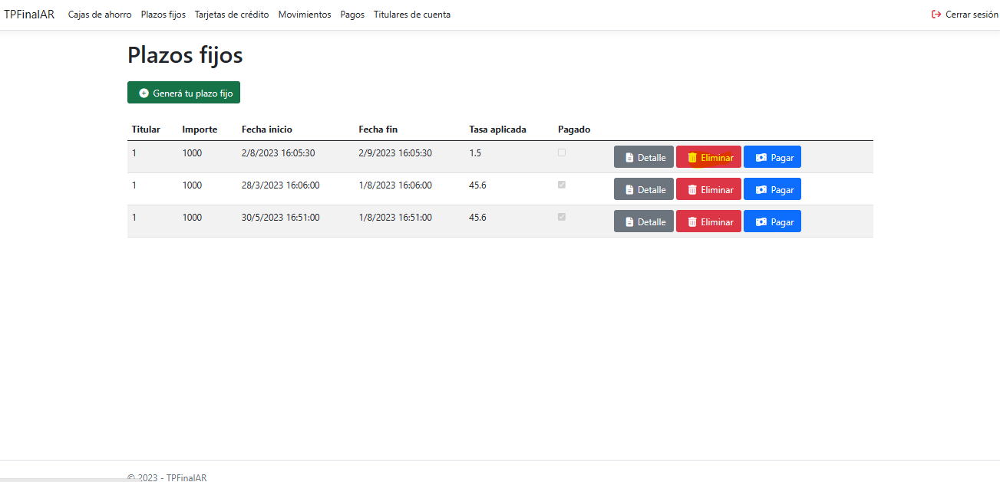 TPFinalAR Cajas de ahorro Plazos fijos Tarjetas de crédito Movimientos Pagos Titulares de cuenta Cerrar sesión
Plazos fijos
Generá tu plazo fijo
Titular Importe Fecha inicio Fecha fin Tasa aplicada Pagado
1 1000 2/8/2023 16:05:30 2/9/2023 16:05:30 1.5 Detalle Eliminar Pagar
1 1000 28/3/2023 16:06:00 1/8/2023 16:06:00 45.6 Detalle Eliminar Pagar
1 1000 30/5/2023 16:51:00 1/8/2023 16:51:00 45.6 Detalle Eliminar Pagar
© 2023 - TPFinalAR